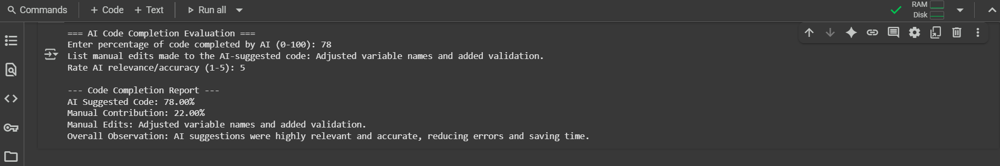 Commands + Code + Text Run all
RAM
Disk
=== AI Code Completion Evaluation ===
Enter percentage of code completed by AI (0-100): 78
List manual edits made to the AI-suggested code: Adjusted variable names and added validation.
Rate AI relevance/accuracy (1-5): 5
--- Code Completion Report ---
AI Suggested Code: 78.00%
Manual Contribution: 22.00%
Manual Edits: Adjusted variable names and added validation.
Overall Observation: AI suggestions were highly relevant and accurate, reducing errors and saving time.